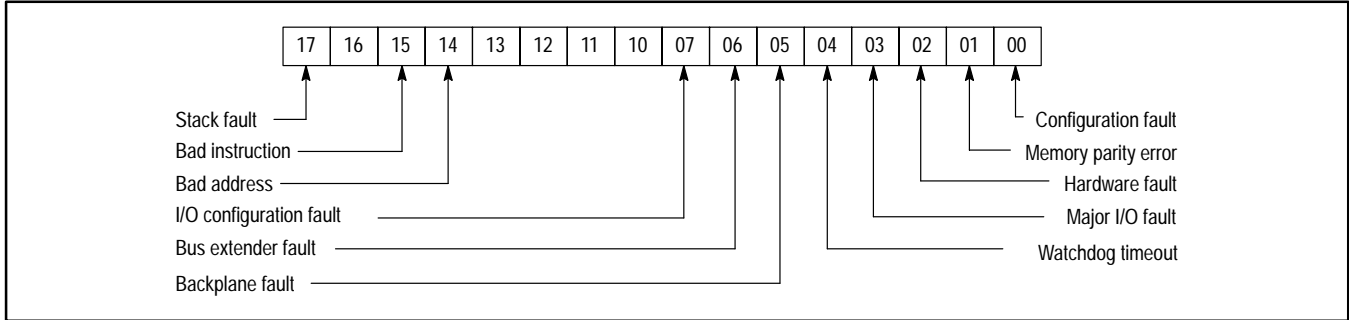 17 16 15 14 13 12 11 10 07 06 05 04 03 02 01 00
Stack fault
Bad instruction
Bad address
I/O configuration fault
Bus extender fault
Backplane fault
Configuration fault
Memory parity error
Hardware fault
Major I/O fault
Watchdog timeout